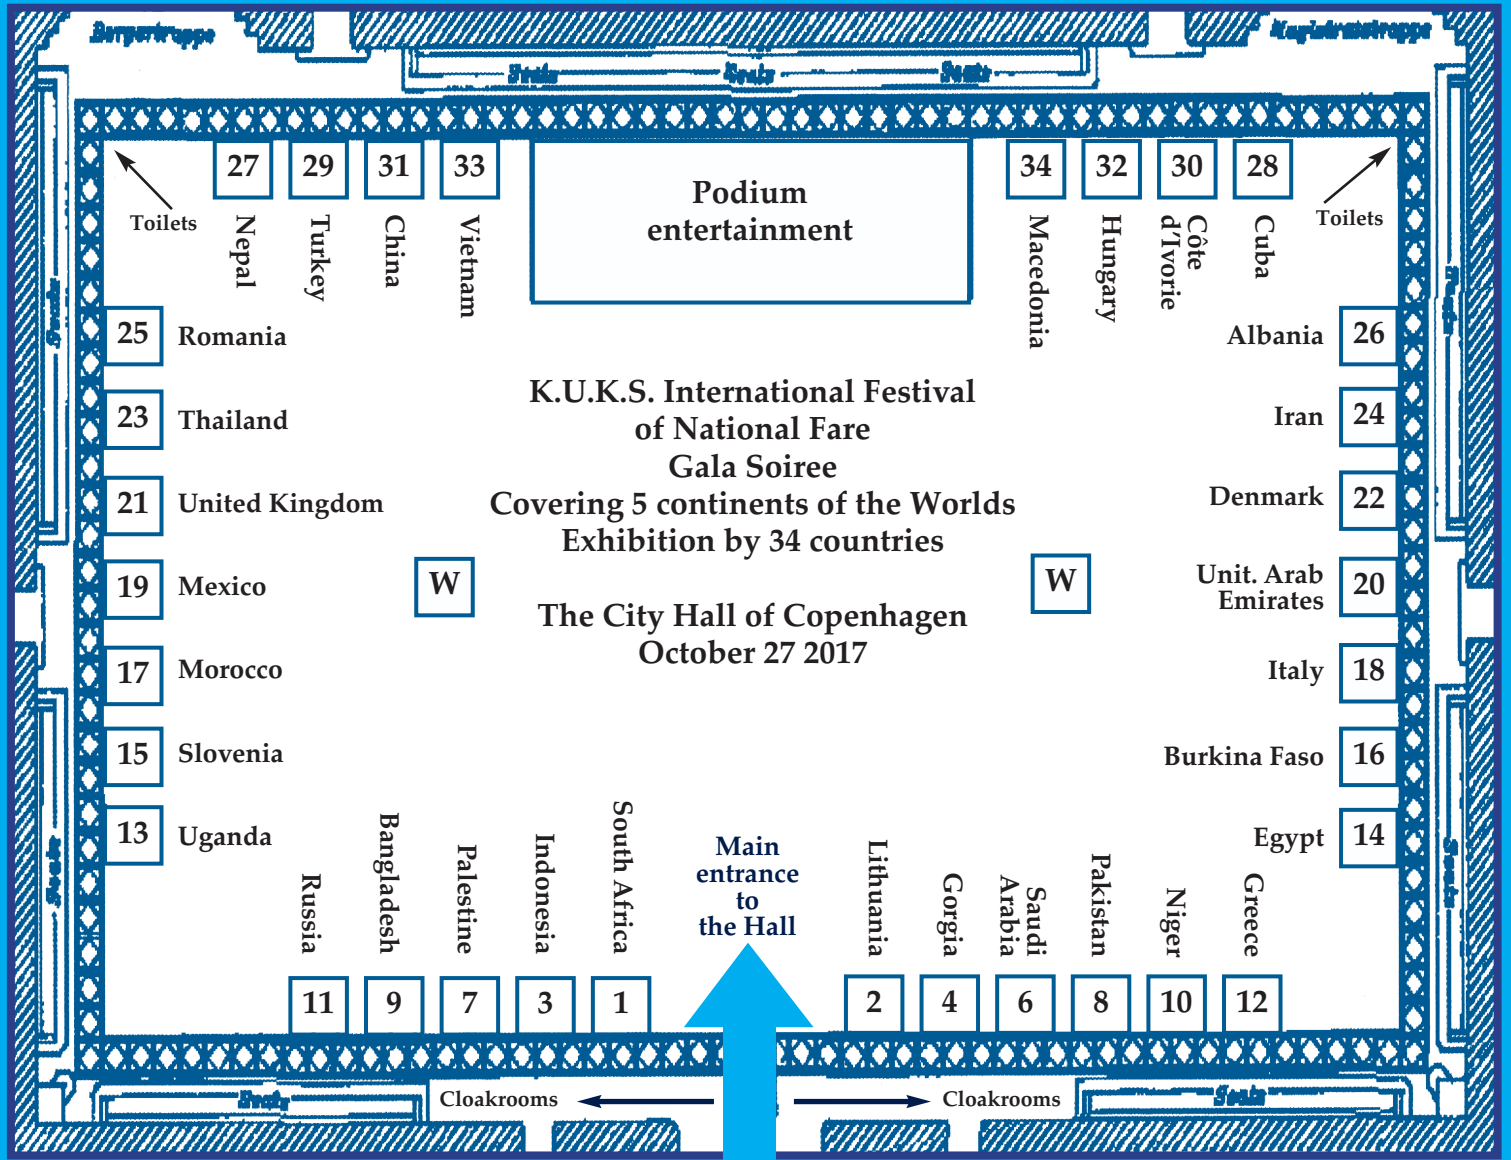 Seats
Seats
Seats
27
29
31
33
34
32
30
28
Podium
entertainment
Toilets
Toilets
Nepal
Turkey
China
Vietnam
Macedonia
Hungary
Côte
d'Ivorie
Cuba
25
Romania
Albania
26
23
Thailand
Iran
24
21
United Kingdom
Denmark
22
19
Mexico
Unit. Arab
Emirates
20
17
Morocco
Italy
18
15
Slovenia
Burkina Faso
16
13
Uganda
Egypt
14
K.U.K.S. International Festival
of National Fare
Gala Soiree
Covering 5 continents of the Worlds
Exhibition by 34 countries
W
W
The City Hall of Copenhagen
October 27 2017
Russia
Bangladesh
Palestine
Indonesia
South Africa
Main
entrance
to
the Hall
Lithuania
Gorgia
Saudi
Arabia
Pakistan
Niger
Greece
11
9
7
3
1
2
4
6
8
10
12
Cloakrooms
Cloakrooms
Seats
Seats